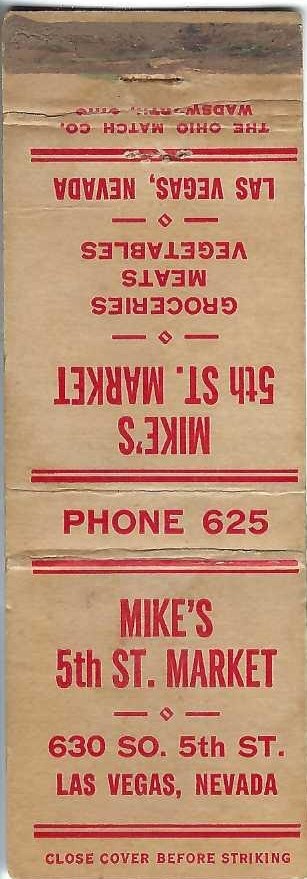 THE OHIO MATCH CO.
WADSWORTH, OHIO
LAS VEGAS, NEVADA
VEGETABLES
MEATS
GROCERIES
5th ST. MARKET
MIKE'S
PHONE 625
MIKE'S
5th ST. MARKET
630 SO. 5th ST.
LAS VEGAS, NEVADA
CLOSE COVER BEFORE STRIKING